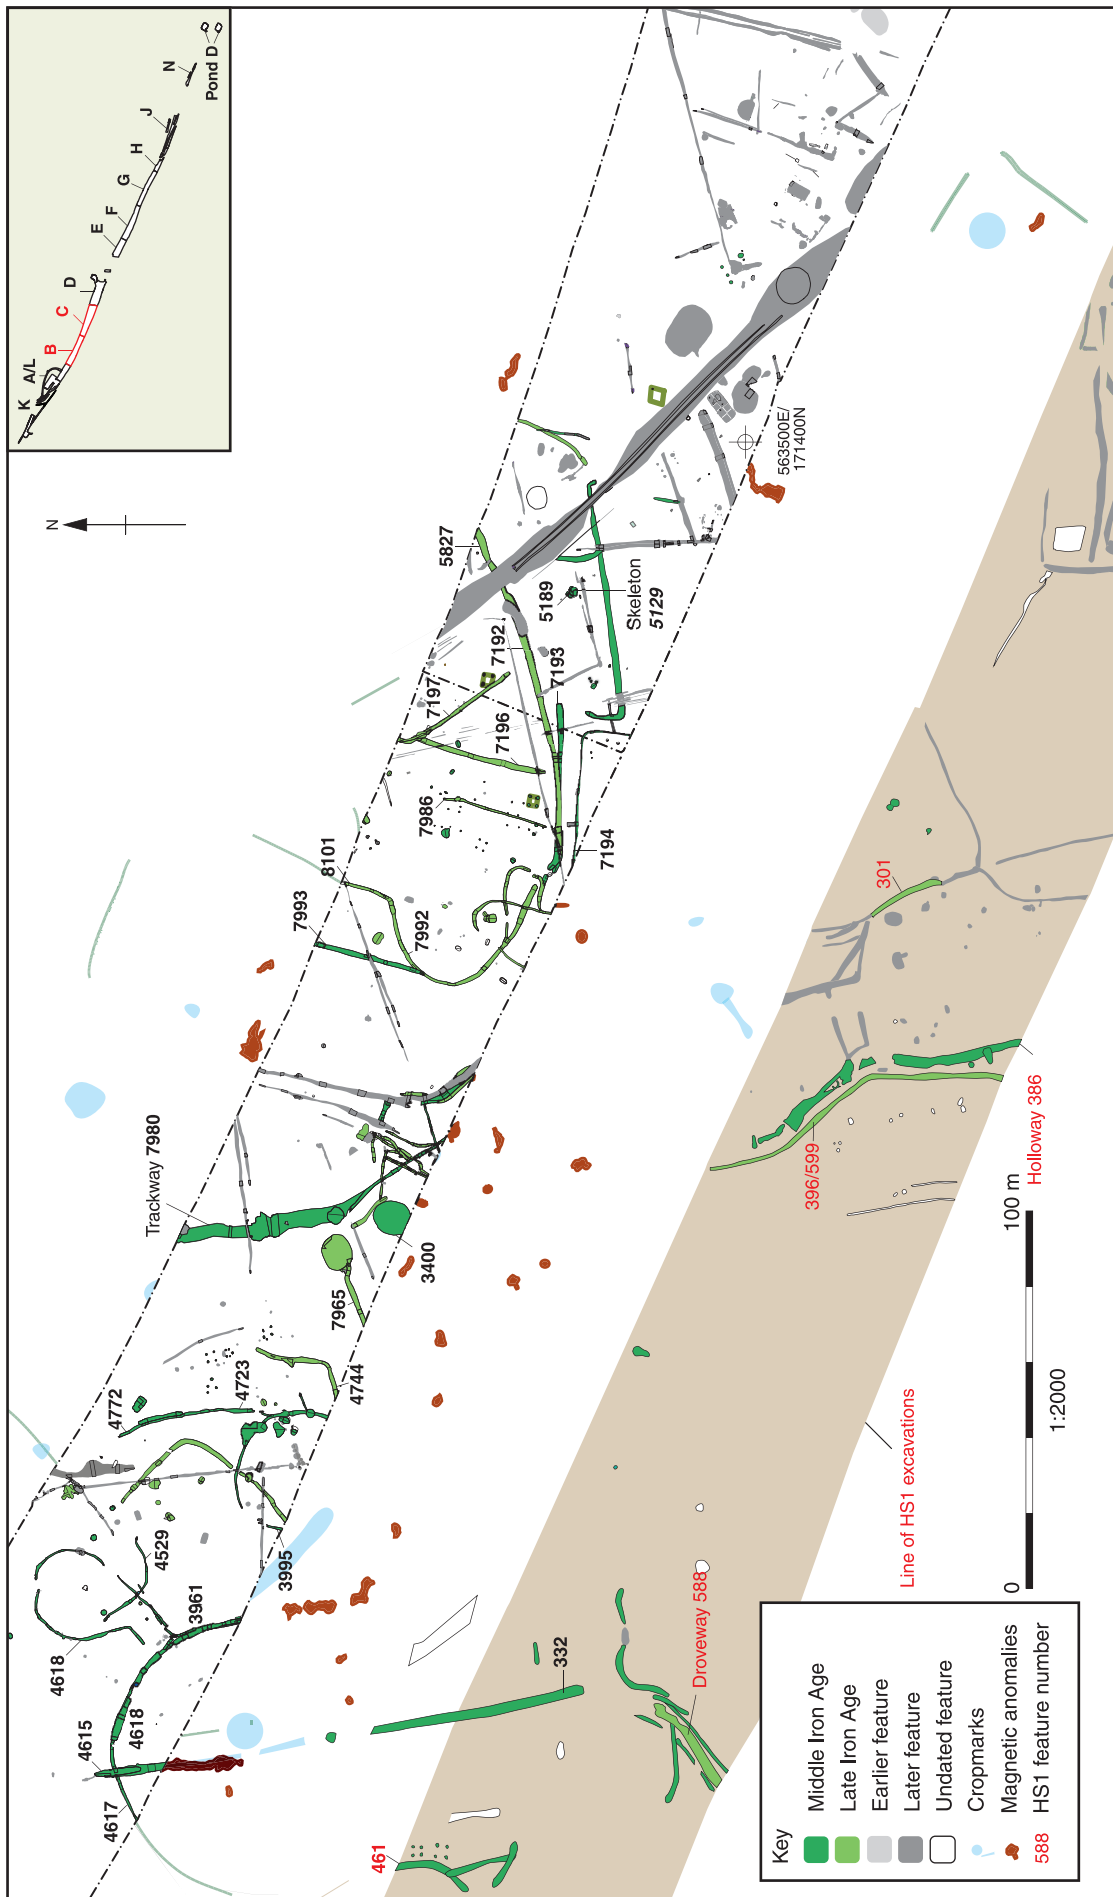 K
A/L
B
C
D
E
F
G
H
J
N
Pond D
N
5827
7192
7197
7193
7196
5189
Skeleton
5129
7986
7194
8101
7993
7992
563500E/
171400N
Trackway 7980
3400
7965
4744
4723
4772
4529
3995
3961
4618
4615
4618
4617
332
461
Droveway 588
301
396/599
Holloway 386
Line of HS1 excavations
0
100 m
1:2000
Key
Middle Iron Age
Late Iron Age
Earlier feature
Later feature
Undated feature
Cropmarks
Magnetic anomalies
588 HS1 feature number